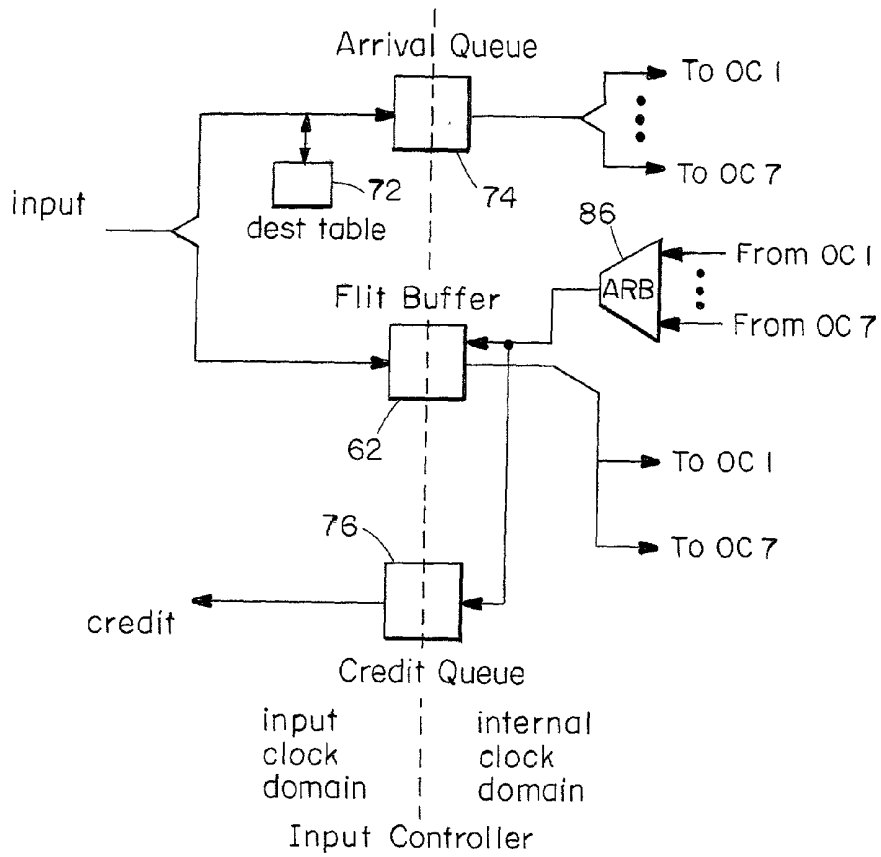 Arrival Queue
To OC 1
To OC 7
72
74
input
dest table
86
From OC 1
ARB
From OC 7
Flit Buffer
62
To OC 1
76
To OC 7
credit
Credit Queue
input internal
clock clock
domain domain
Input Controller